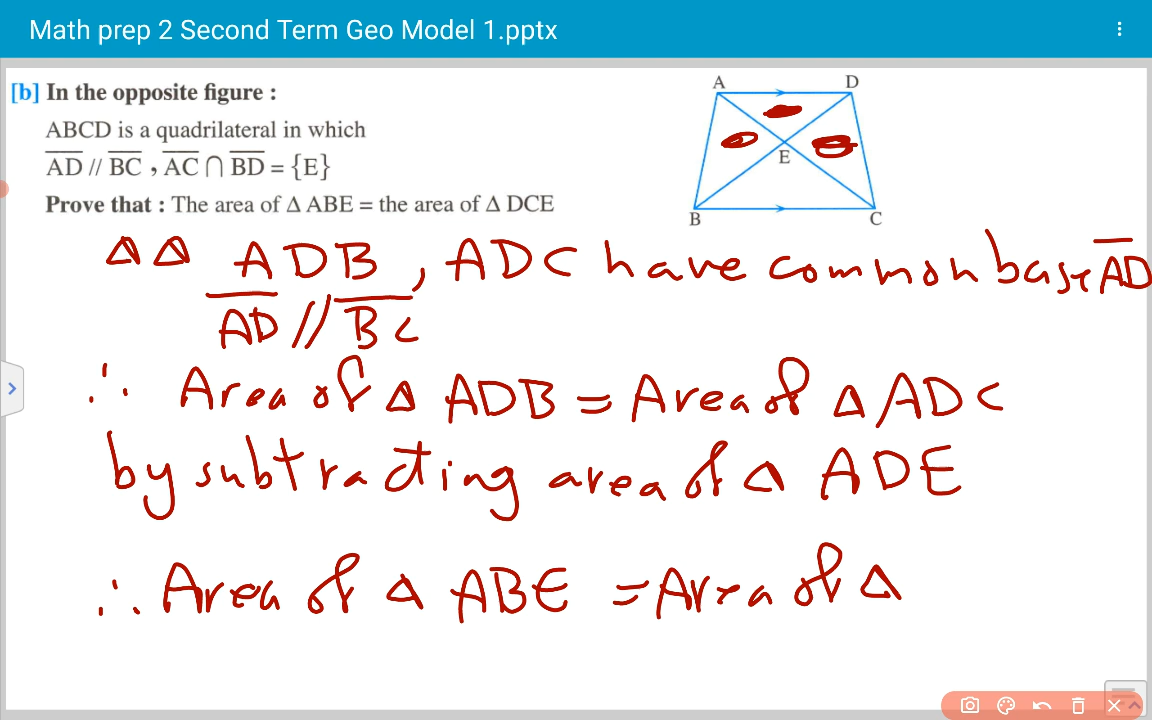 Math prep 2 Second Term Geo Model 1.pptx
[b] In the opposite figure :
ABCD is a quadrilateral in which
AD // BC , AC ∩ BD = {E}
Prove that : The area of Δ ABE = the area of Δ DCE
A D
E
B C
Δ Δ ADB , ADC have common base AD
AD // BC
∴ Area of Δ ADB = Area of Δ ADC
by subtracting area of Δ ADE
∴ Area of Δ ABE = Area of Δ